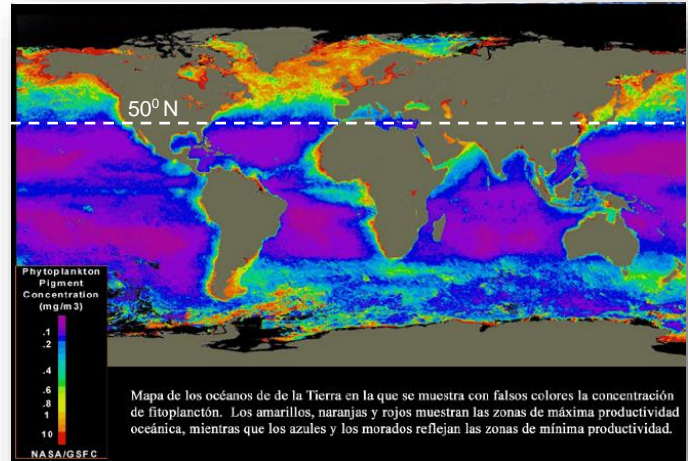 50⁰ N
Phytoplankton
Pigment
Concentration
(mg/m3)
.1
.2
.4
.6
.8
1
10
NASA/GSFC
Mapa de los océanos de de la Tierra en la que se muestra con falsos colores la concentración
de fitoplanctón. Los amarillos, naranjas y rojos muestran las zonas de máxima productividad
oceánica, mientras que los azules y los morados reflejan las zonas de mínima productividad.